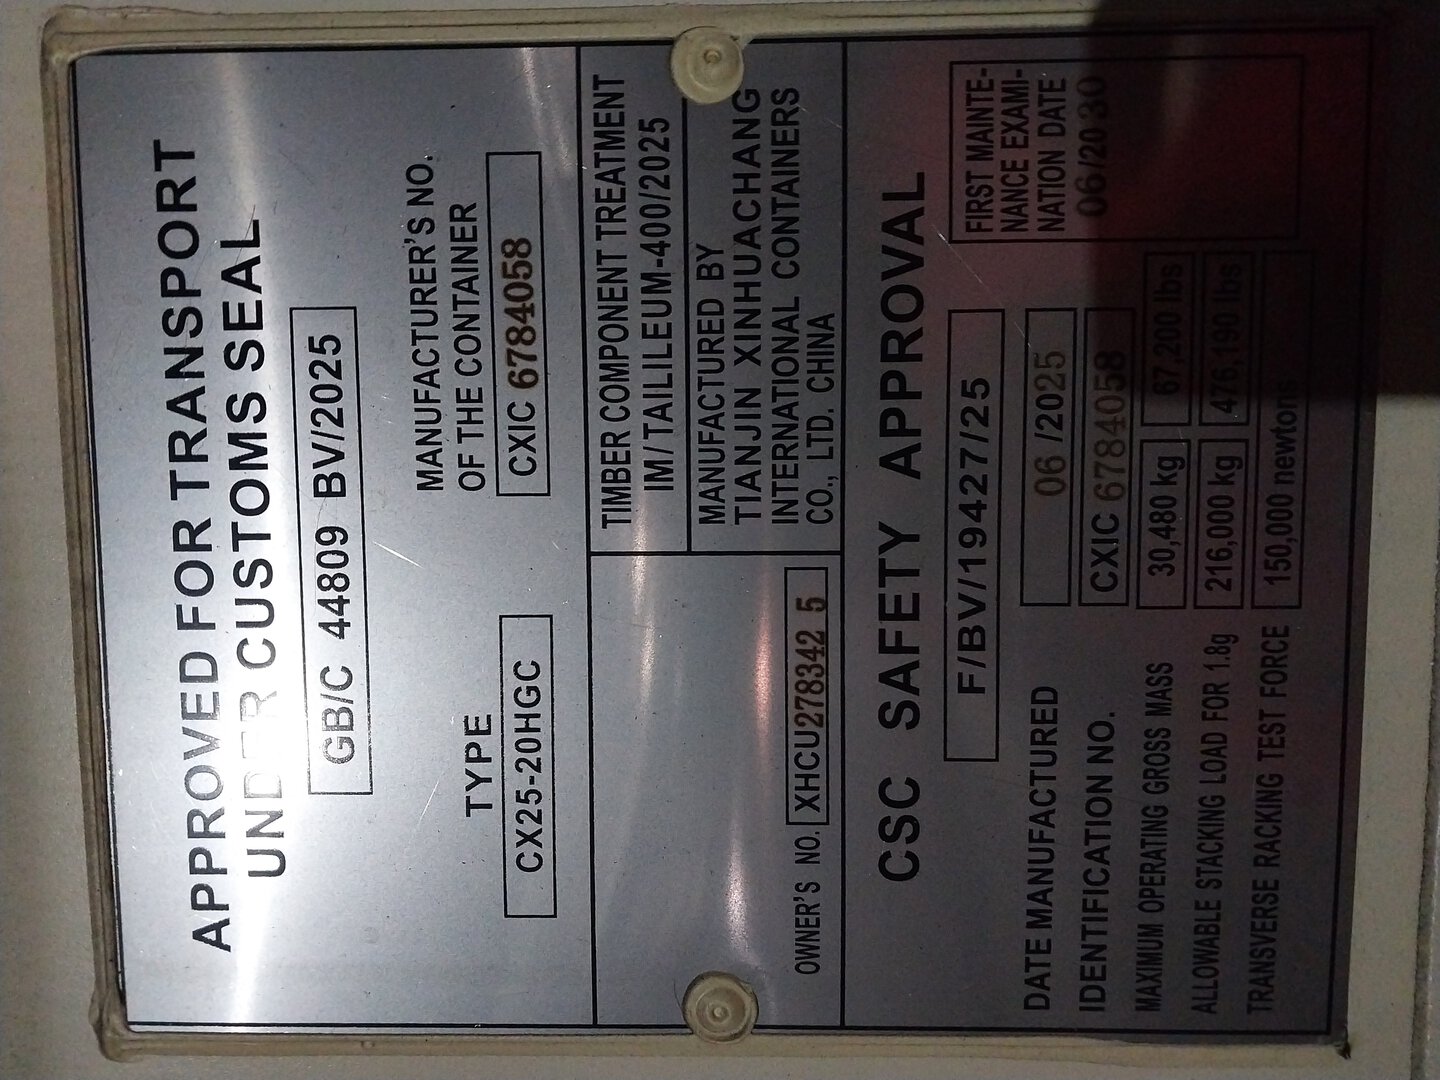 APPROVED FOR TRANSPORT
UNDER CUSTOMS SEAL
GB/C 44809 BV/2025
TYPE
CX25-20HGC
MANUFACTURER'S NO.
OF THE CONTAINER
CXIC 6784058
TIMBER COMPONENT TREATMENT
IM/TAILILEUM-400/2025
MANUFACTURED BY
TIANJIN XINHUACHANG
INTERNATIONAL CONTAINERS
CO., LTD. CHINA
OWNER'S NO. XHCU278342 5
CSC SAFETY APPROVAL
F/BV/19427/25
DATE MANUFACTURED 06 /2025
IDENTIFICATION NO. CXIC 6784058
MAXIMUM OPERATING GROSS MASS 30,480 kg 67,200 lbs
ALLOWABLE STACKING LOAD FOR 1.8g 216,000 kg 476,190 lbs
TRANSVERSE RACKING TEST FORCE 150,000 newtons
FIRST MAINTE-
NANCE EXAMI-
NATION DATE
06/2030